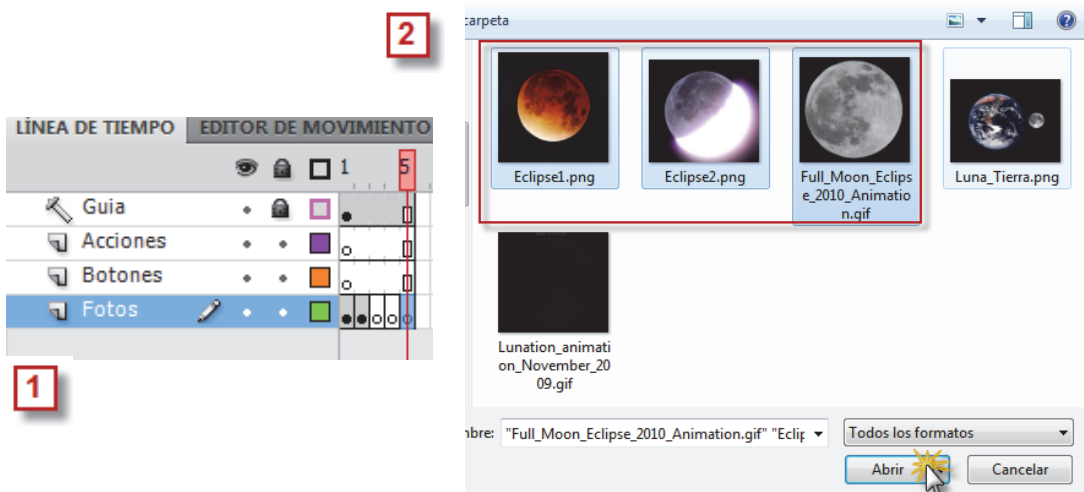 2
LÍNEA DE TIEMPO EDITOR DE MOVIMIENTO
1 5
Guia
Acciones
Botones
Fotos
1
carpeta
Eclipse1.png
Eclipse2.png
Full_Moon_Eclips
e_2010_Animatio
n.gif
Luna_Tierra.png
Lunation_animati
on_November_20
09.gif
nbre: "Full_Moon_Eclipse_2010_Animation.gif" "Eclip
Todos los formatos
Abrir
Cancelar